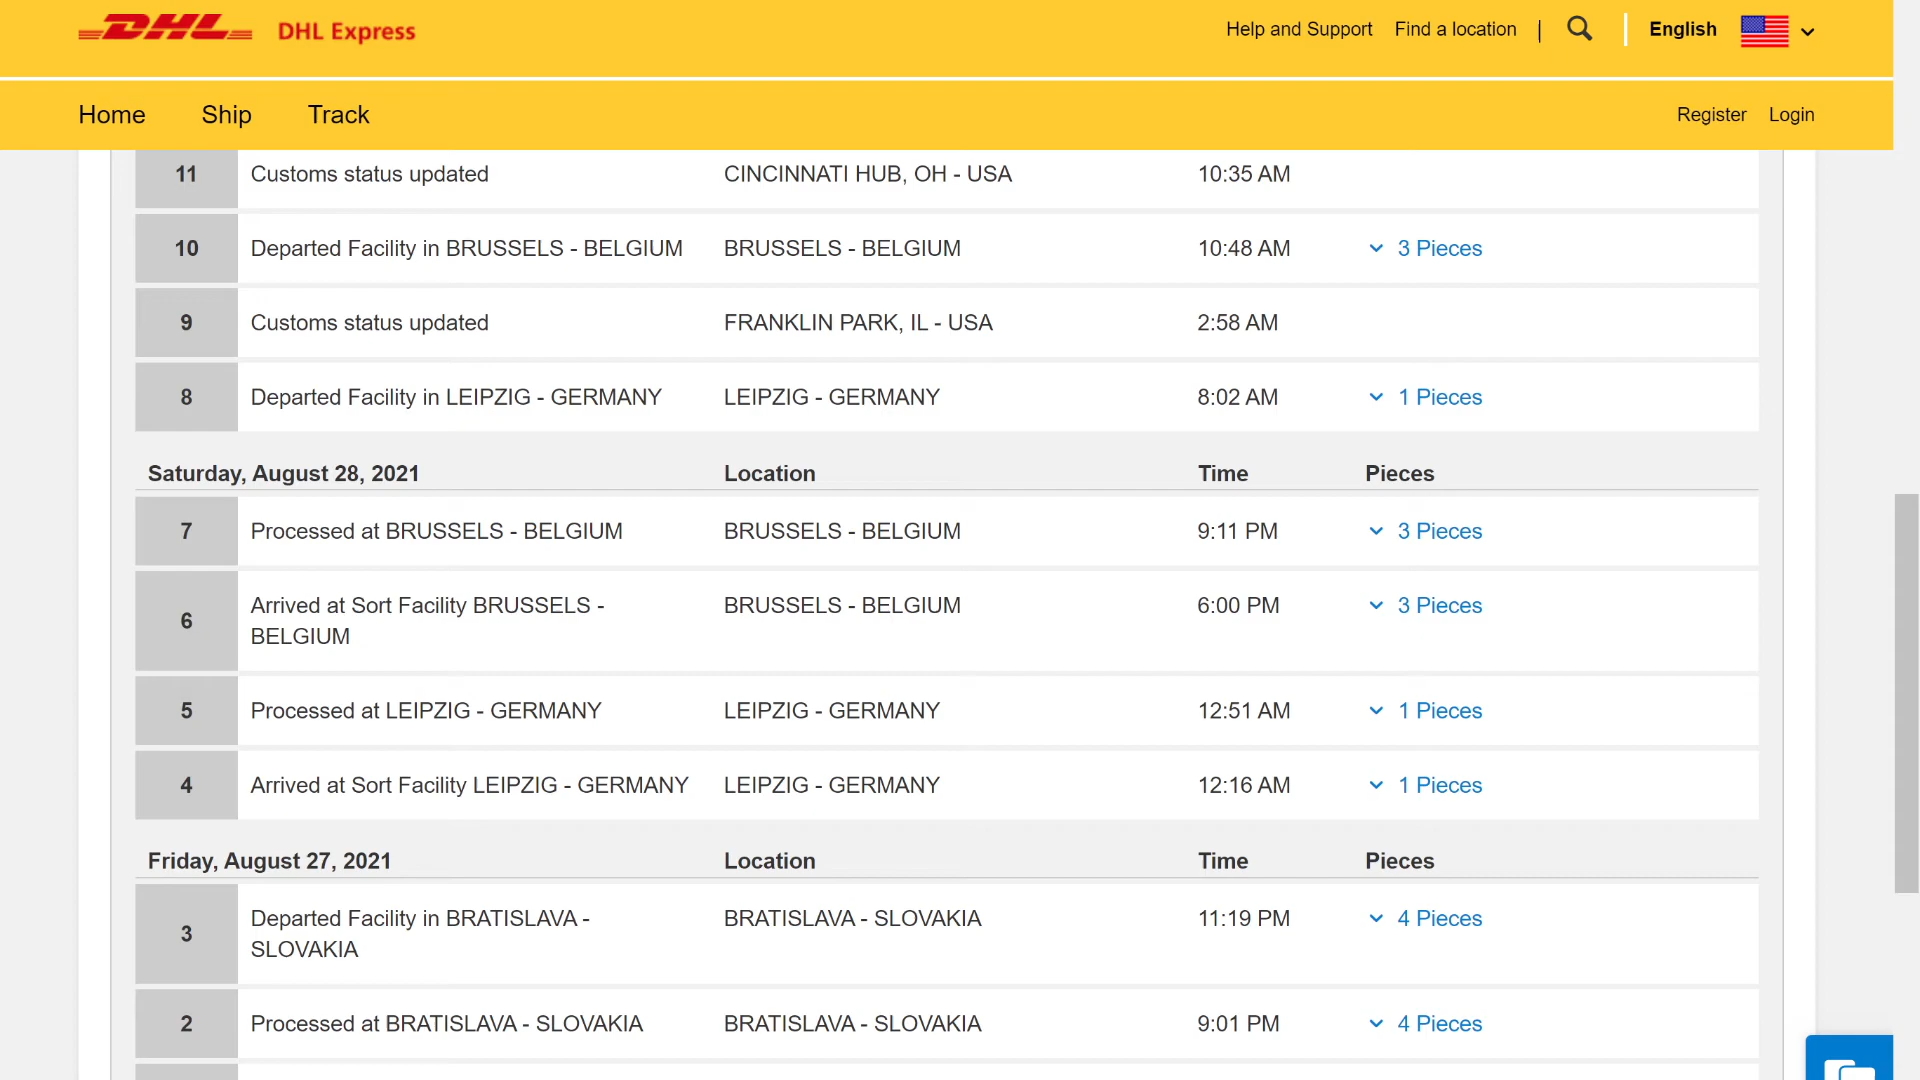 DHL DHL Express Help and Support Find a location | English
Home Ship Track Register Login
11 Customs status updated CINCINNATI HUB, OH - USA 10:35 AM
10 Departed Facility in BRUSSELS - BELGIUM BRUSSELS - BELGIUM 10:48 AM 3 Pieces
9 Customs status updated FRANKLIN PARK, IL - USA 2:58 AM
8 Departed Facility in LEIPZIG - GERMANY LEIPZIG - GERMANY 8:02 AM 1 Pieces
Saturday, August 28, 2021 Location Time Pieces
7 Processed at BRUSSELS - BELGIUM BRUSSELS - BELGIUM 9:11 PM 3 Pieces
6 Arrived at Sort Facility BRUSSELS - BRUSSELS - BELGIUM 6:00 PM 3 Pieces
BELGIUM
5 Processed at LEIPZIG - GERMANY LEIPZIG - GERMANY 12:51 AM 1 Pieces
4 Arrived at Sort Facility LEIPZIG - GERMANY LEIPZIG - GERMANY 12:16 AM 1 Pieces
Friday, August 27, 2021 Location Time Pieces
3 Departed Facility in BRATISLAVA - BRATISLAVA - SLOVAKIA 11:19 PM 4 Pieces
SLOVAKIA
2 Processed at BRATISLAVA - SLOVAKIA BRATISLAVA - SLOVAKIA 9:01 PM 4 Pieces